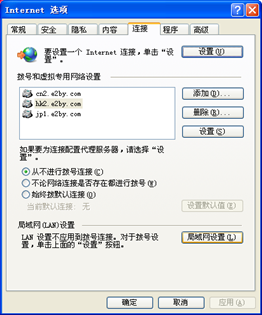 Internet 选项
常规 安全 隐私 内容 连接 程序 高级
要设置一个 Internet 连接，单击“设置”。
设置(U)
拨号和虚拟专用网络设置
cn2.e2by.com
hk2.e2by.com
jp1.e2by.com
添加(D)...
删除(R)...
设置(S)
如果要为连接配置代理服务器，请选择“设置”。
从不进行拨号连接(C)
不论网络连接是否存在都进行拨号(W)
始终拨默认连接(O)
当前默认连接： 无
设置默认值(E)
局域网(LAN)设置
LAN 设置不应用到拨号连接。对于拨号设置，单击上面的“设置”按钮。
局域网设置(L)
确定 取消 应用(A)